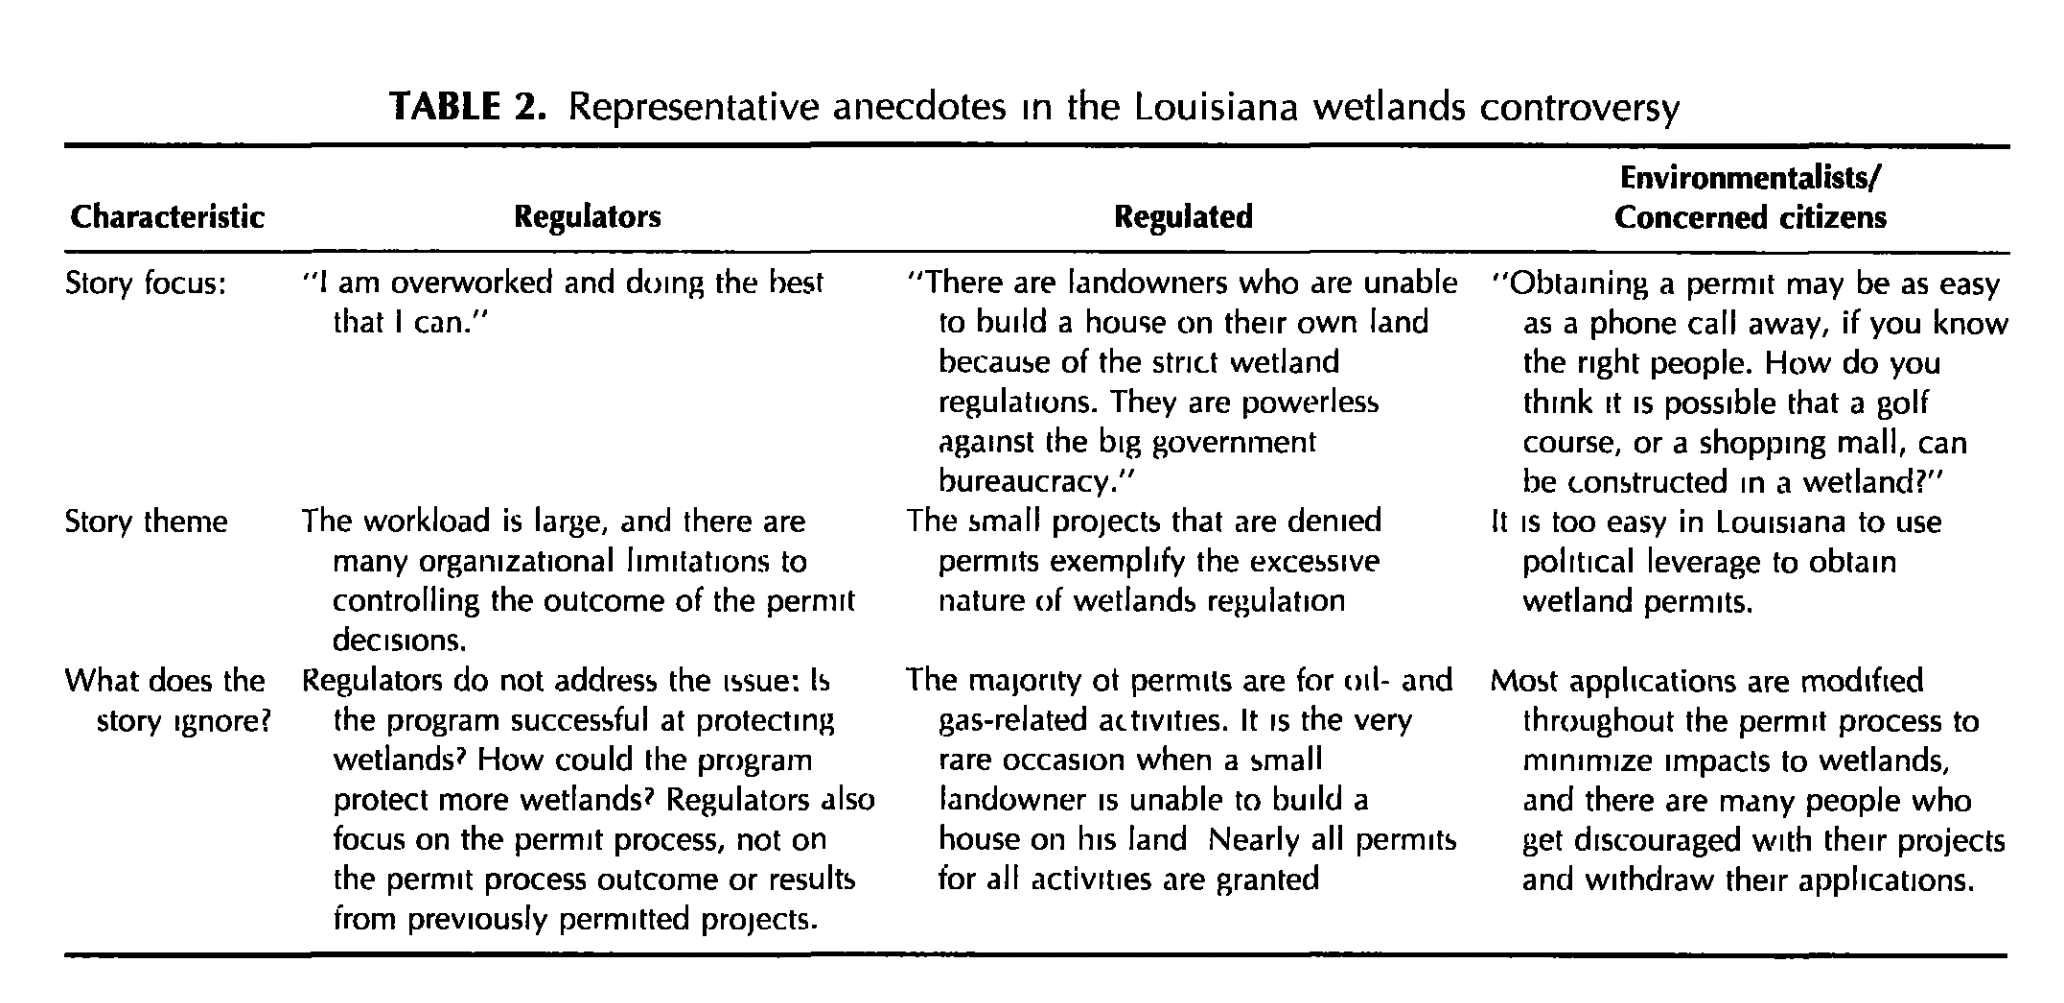 TABLE 2. Representative anecdotes in the Louisiana wetlands controversy
Characteristic
Regulators
Regulated
Environmentalists/
Concerned citizens
Story focus:
"I am overworked and doing the best
that I can."
"There are landowners who are unable
to build a house on their own land
because of the strict wetland
regulations. They are powerless
against the big government
bureaucracy."
"Obtaining a permit may be as easy
as a phone call away, if you know
the right people. How do you
think it is possible that a golf
course, or a shopping mall, can
be constructed in a wetland?"
Story theme
The workload is large, and there are
many organizational limitations to
controlling the outcome of the permit
decisions.
The small projects that are denied
permits exemplify the excessive
nature of wetlands regulation
It is too easy in Louisiana to use
political leverage to obtain
wetland permits.
What does the
story ignore?
Regulators do not address the issue: Is
the program successful at protecting
wetlands? How could the program
protect more wetlands? Regulators also
focus on the permit process, not on
the permit process outcome or results
from previously permitted projects.
The majority of permits are for oil- and
gas-related activities. It is the very
rare occasion when a small
landowner is unable to build a
house on his land Nearly all permits
for all activities are granted
Most applications are modified
throughout the permit process to
minimize impacts to wetlands,
and there are many people who
get discouraged with their projects
and withdraw their applications.